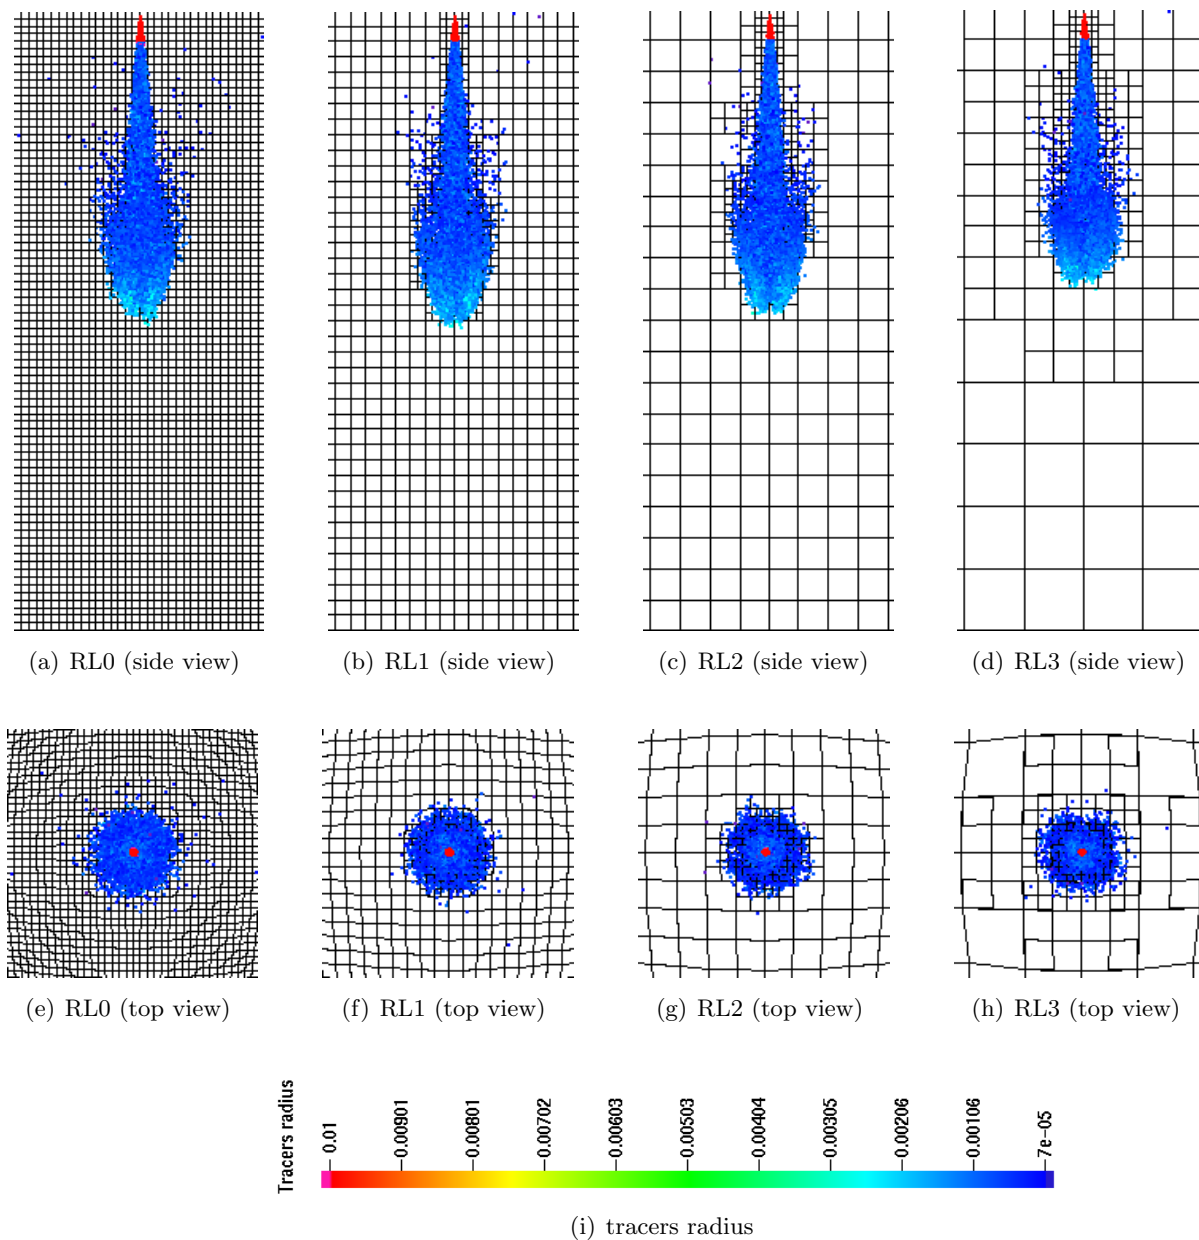 (a) RL0 (side view)
(b) RL1 (side view)
(c) RL2 (side view)
(d) RL3 (side view)
(e) RL0 (top view)
(f) RL1 (top view)
(g) RL2 (top view)
(h) RL3 (top view)
Tracers radius
0.01
0.00901
0.00801
0.00702
0.00603
0.00503
0.00404
0.00305
0.00206
0.00106
7e-05
(i) tracers radius